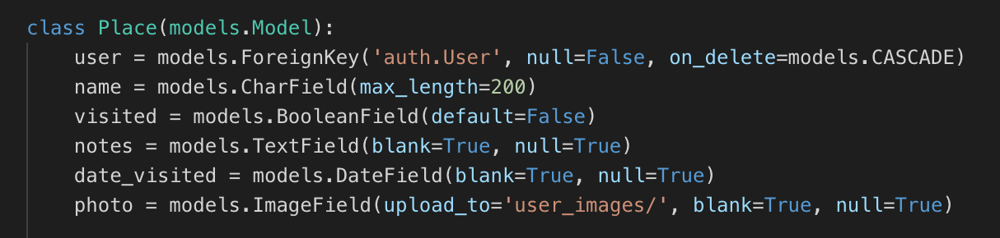 class Place(models.Model):
user = models.ForeignKey('auth.User', null=False, on_delete=models.CASCADE)
name = models.CharField(max_length=200)
visited = models.BooleanField(default=False)
notes = models.TextField(blank=True, null=True)
date_visited = models.DateField(blank=True, null=True)
photo = models.ImageField(upload_to='user_images/', blank=True, null=True)